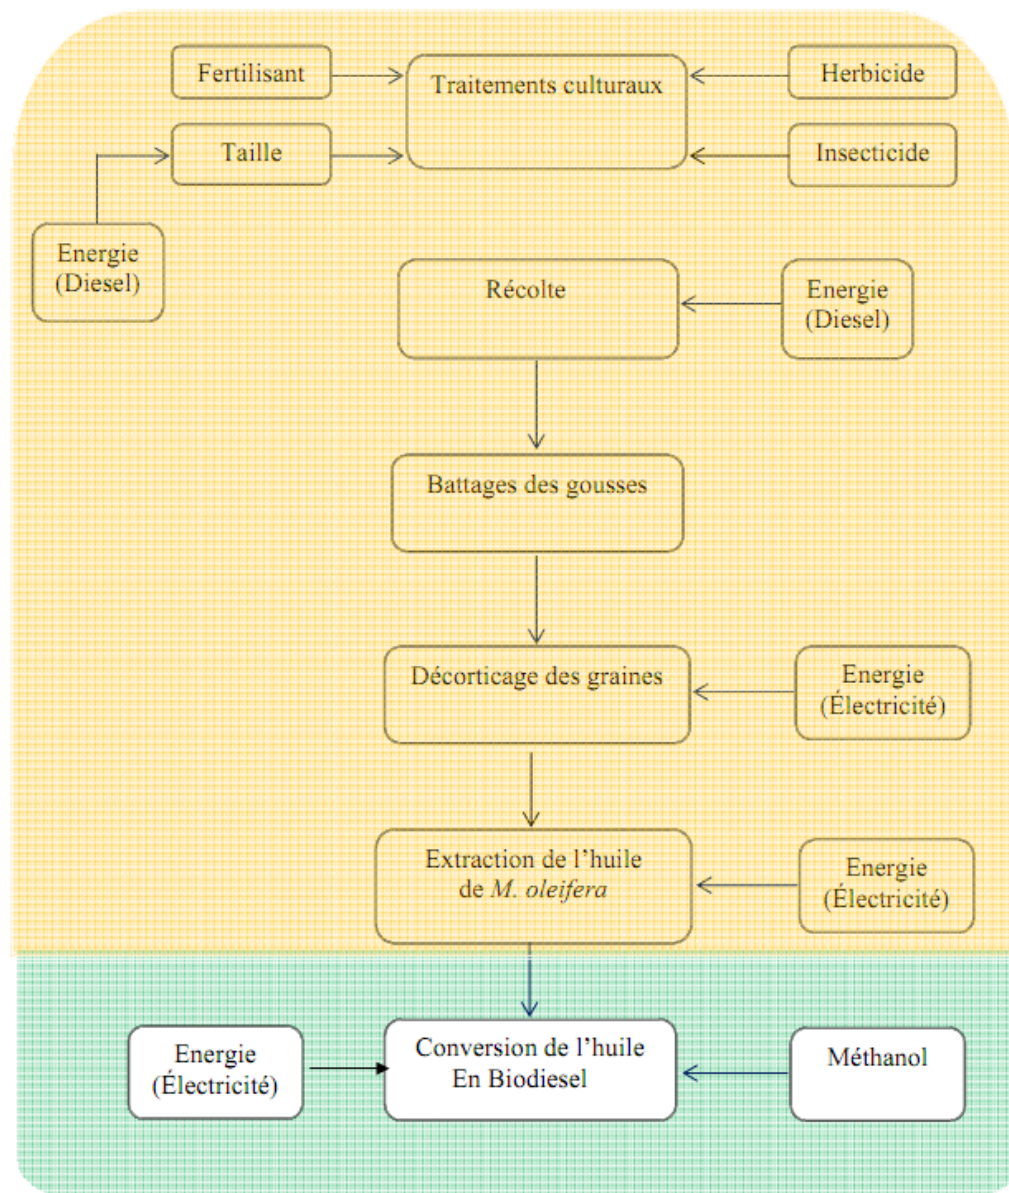 Fertilisant
Traitements culturaux
Herbicide
Taille
Insecticide
Energie
(Diesel)
Récolte
Energie
(Diesel)
Battages des gousses
Décorticage des graines
Energie
(Électricité)
Extraction de l'huile
de M. oleifera
Energie
(Électricité)
Energie
(Électricité)
Conversion de l'huile
En Biodiesel
Méthanol